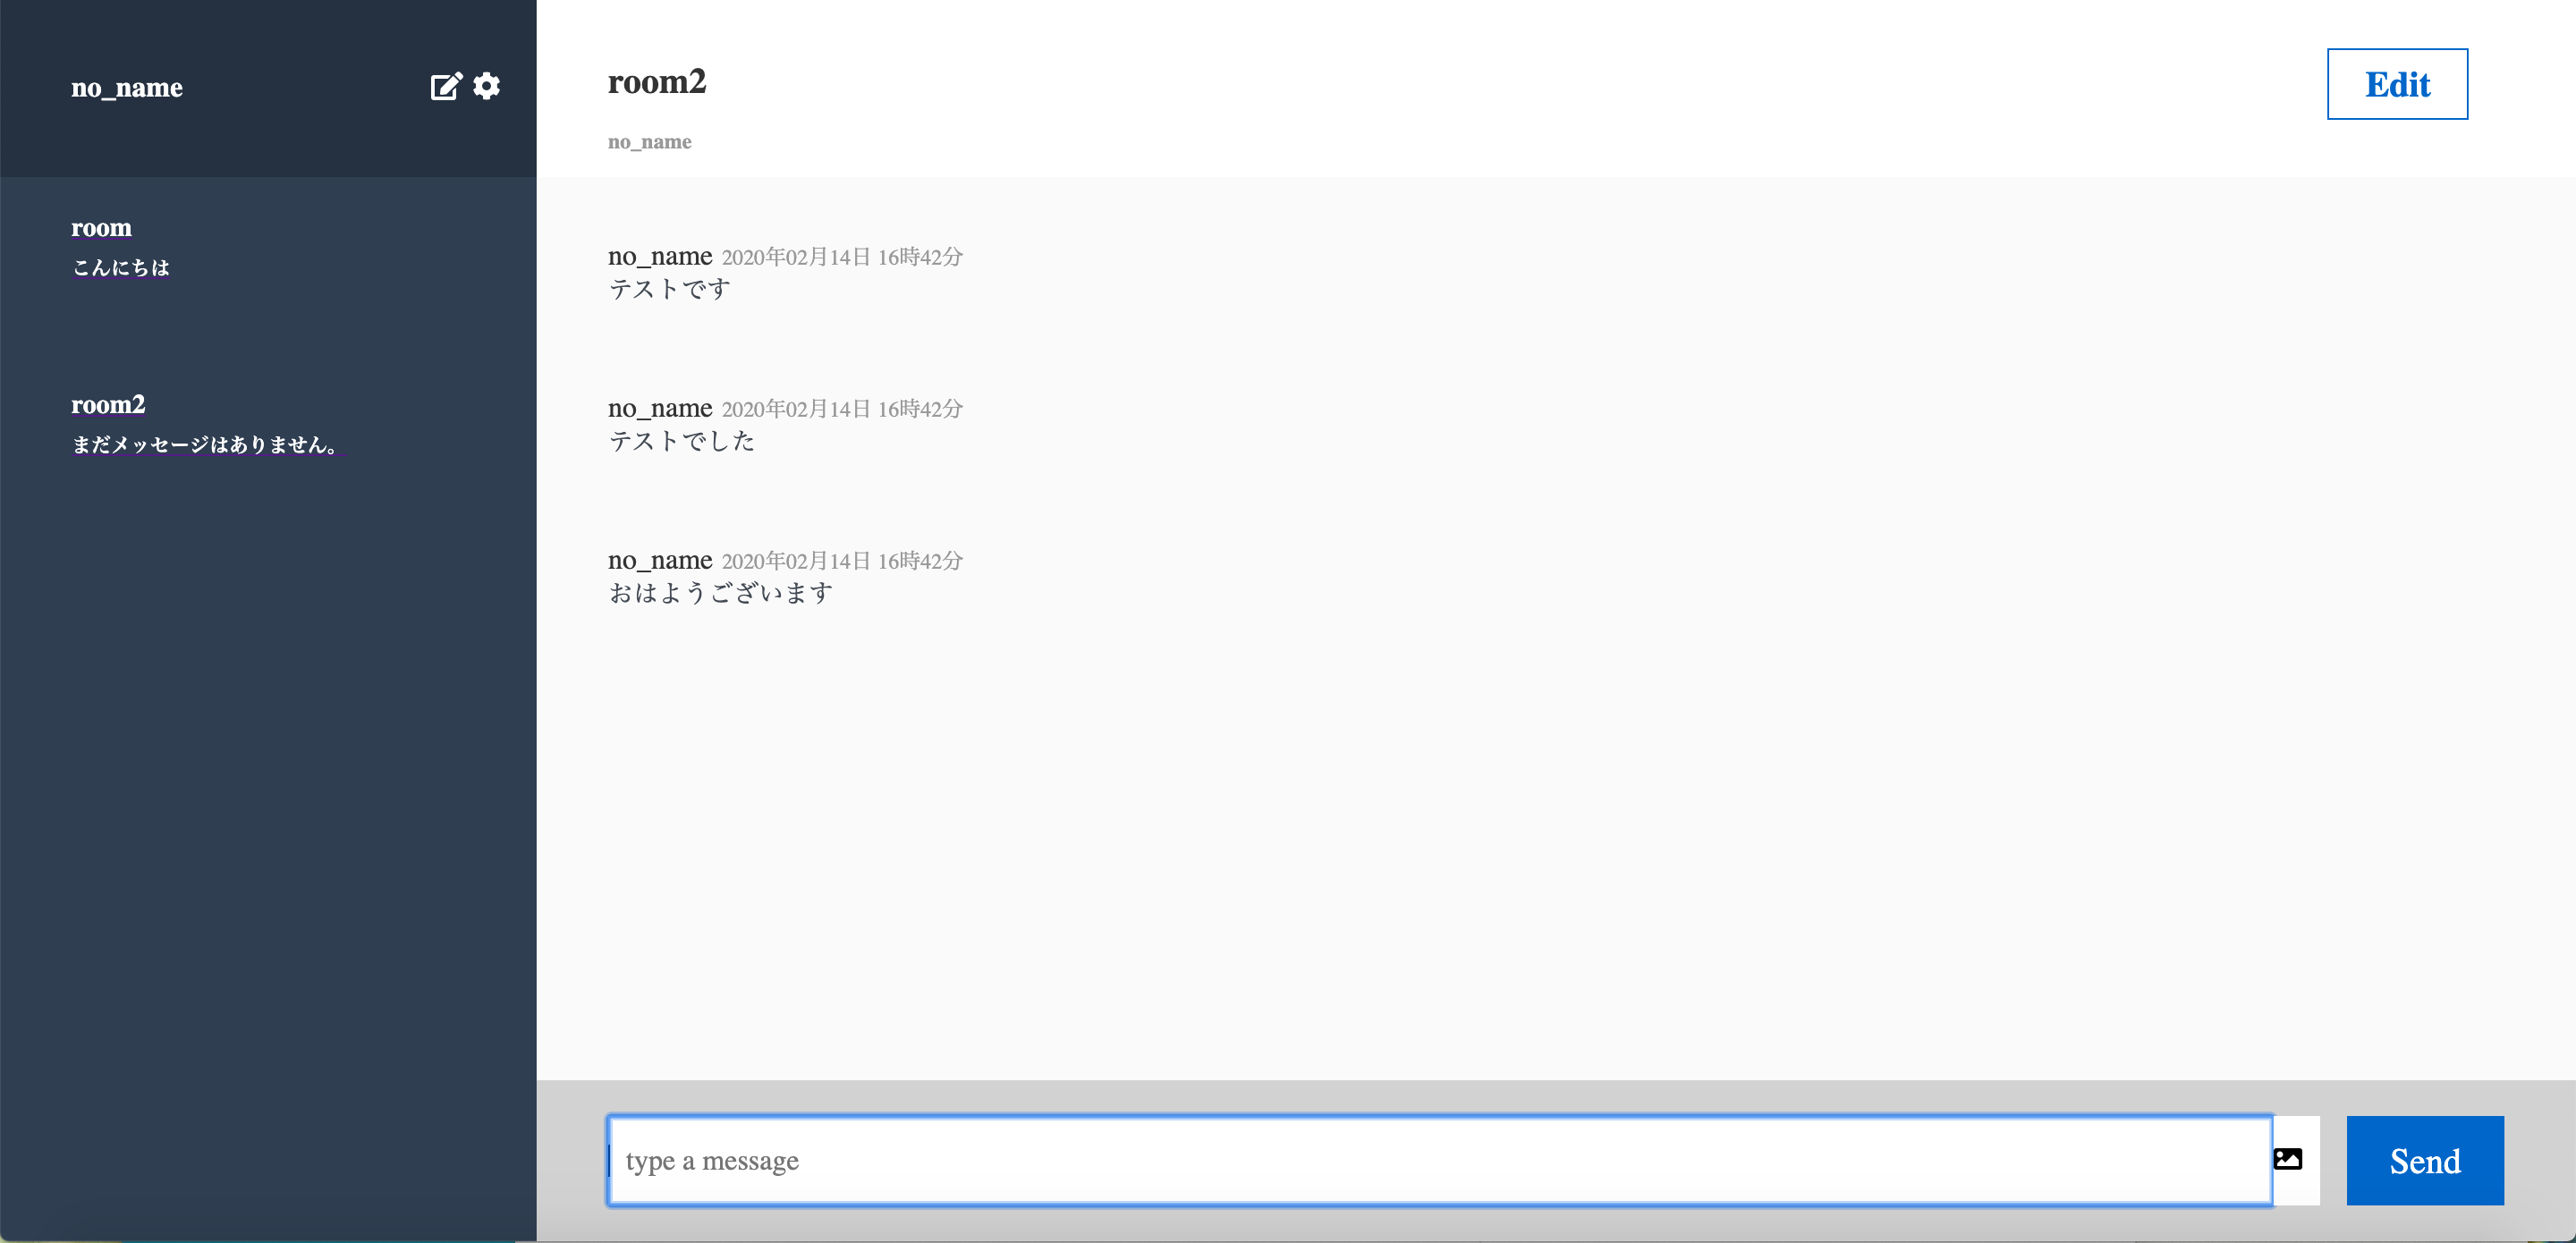 no_name
room
こんにちは
room2
まだメッセージはありません。
room2
no_name
Edit
no_name 2020年02月14日 16時42分
テストです
no_name 2020年02月14日 16時42分
テストでした
no_name 2020年02月14日 16時42分
おはようございます
type a message
Send